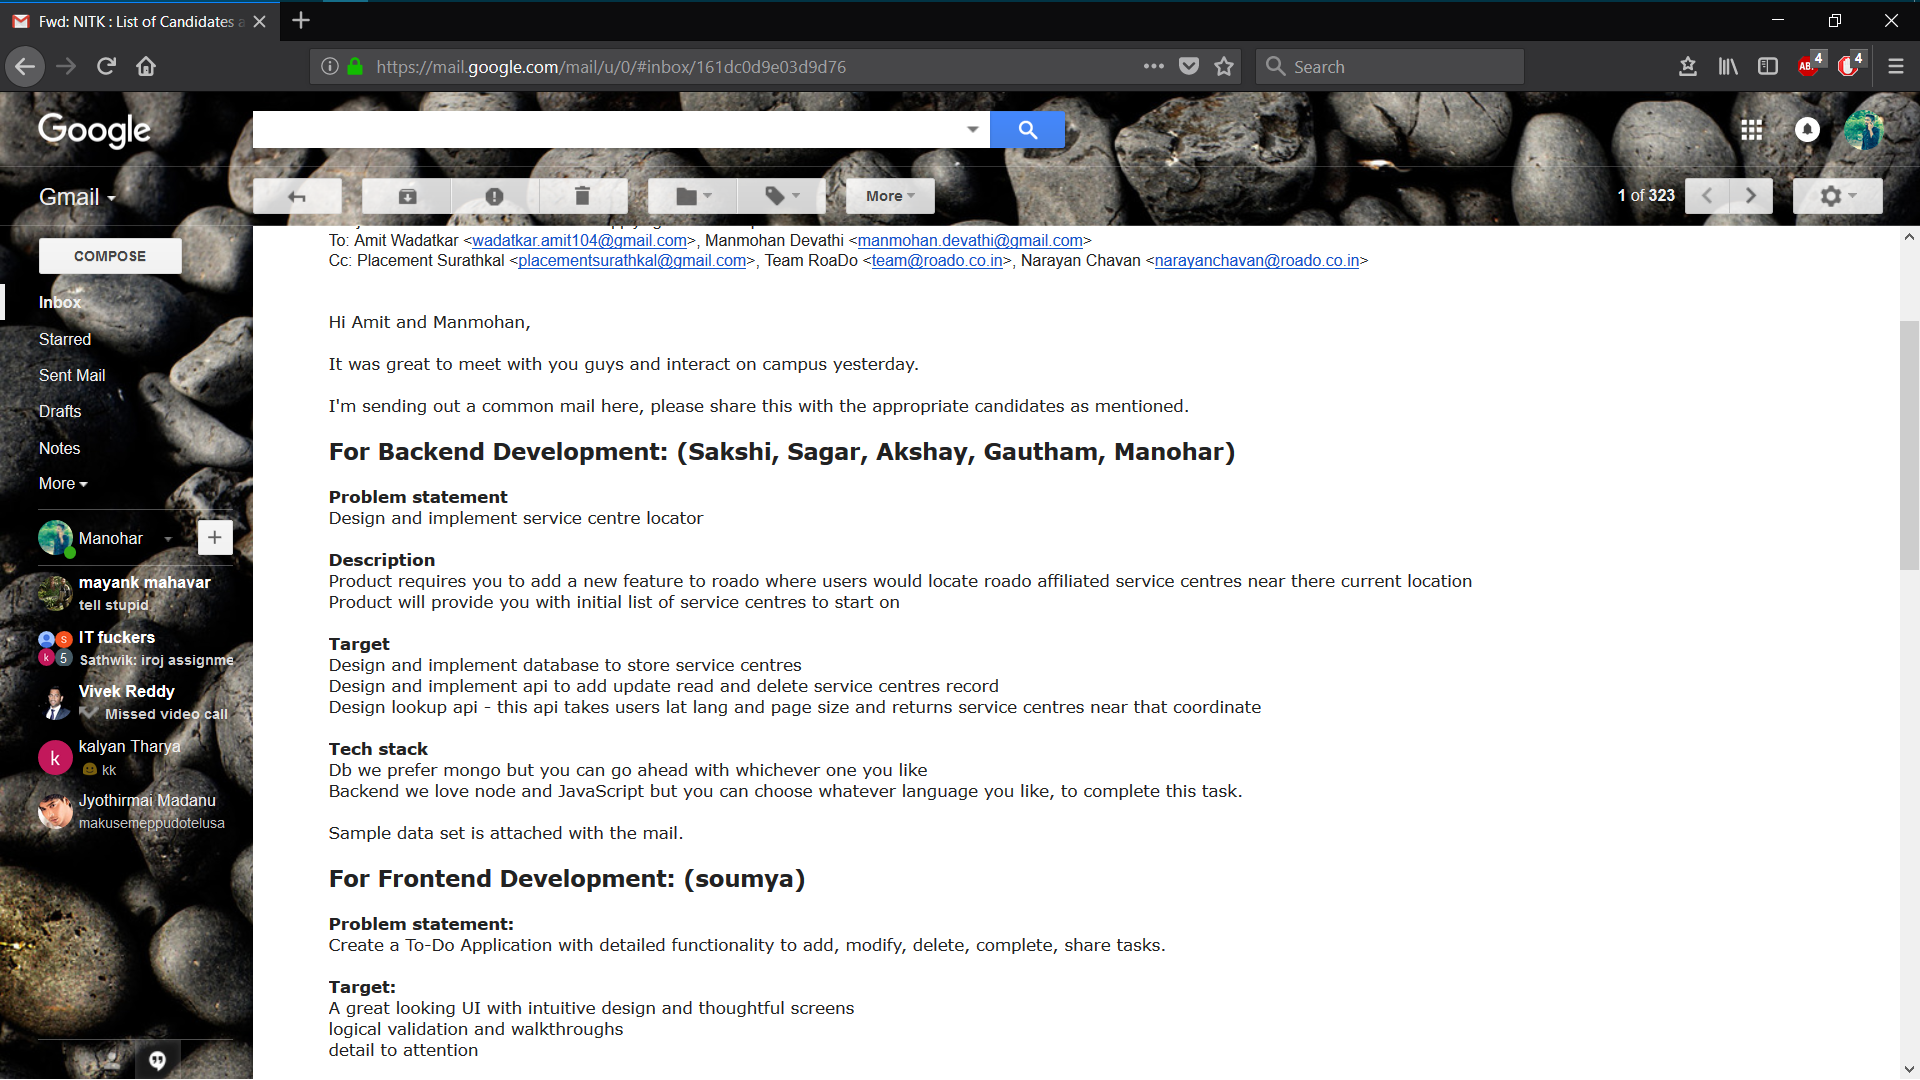 Fwd: NITK : List of Candidates a
https://mail.google.com/mail/u/0/#inbox/161dc0d9e03d9d76
Search
4
4
Google
Gmail
More
1 of 323
COMPOSE
Inbox
Starred
Sent Mail
Drafts
Notes
More
Manohar
mayank mahavar
tell stupid
IT fuckers
S
k
5
Sathwik: iroj assignme
Vivek Reddy
Missed video call
k
kalyan Tharya
kk
Jyothirmai Madanu
makusemeppudotelusa
To: Amit Wadatkar <wadatkar.amit104@gmail.com>, Manmohan Devathi <manmohan.devathi@gmail.com>
Cc: Placement Surathkal <placementsurathkal@gmail.com>, Team RoaDo <team@roado.co.in>, Narayan Chavan <narayanchavan@roado.co.in>
Hi Amit and Manmohan,
It was great to meet with you guys and interact on campus yesterday.
I'm sending out a common mail here, please share this with the appropriate candidates as mentioned.
For Backend Development: (Sakshi, Sagar, Akshay, Gautham, Manohar)
Problem statement
Design and implement service centre locator
Description
Product requires you to add a new feature to roado where users would locate roado affiliated service centres near there current location
Product will provide you with initial list of service centres to start on
Target
Design and implement database to store service centres
Design and implement api to add update read and delete service centres record
Design lookup api - this api takes users lat lang and page size and returns service centres near that coordinate
Tech stack
Db we prefer mongo but you can go ahead with whichever one you like
Backend we love node and JavaScript but you can choose whatever language you like, to complete this task.
Sample data set is attached with the mail.
For Frontend Development: (soumya)
Problem statement:
Create a To-Do Application with detailed functionality to add, modify, delete, complete, share tasks.
Target:
A great looking UI with intuitive design and thoughtful screens
logical validation and walkthroughs
detail to attention